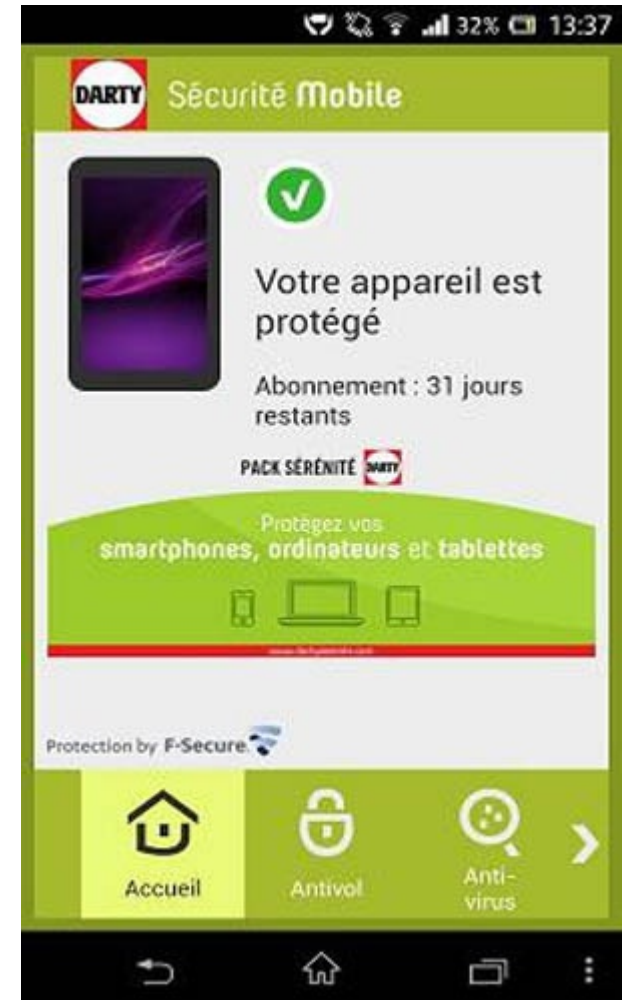 32% 13:37
DARTY Sécurité Mobile
Votre appareil est
protégé
Abonnement : 31 jours
restants
PACK SÉRÉNITÉ DARTY
Protégez vos
smartphones, ordinateurs et tablettes
Protection by F-Secure.
Accueil
Antivol
Anti-
virus